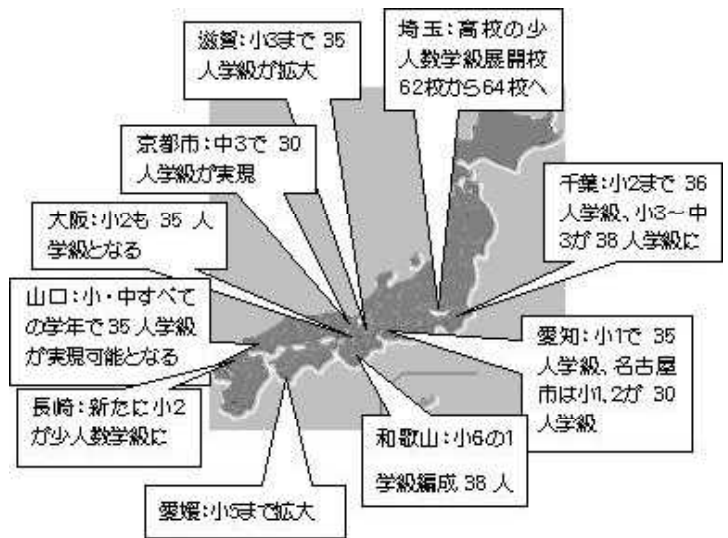 滋賀:小3まで 35
人学級が拡大
埼玉:高校の少
人数学級展開校
62校から64校へ
京都市:中3で 30
人学級が実現
千葉:小2まで 36
人学級、小3～中
3が 38 人学級に
大阪:小2も 35 人
学級となる
山口:小・中すべて
の学年で 35 人学級
が実現可能となる
愛知:小1で 35
人学級、名古屋
市は小1、2が 30
人学級
長崎:新たに小2
が少人数学級に
和歌山:小6の1
学級編成 38 人
愛媛:小5まで拡大